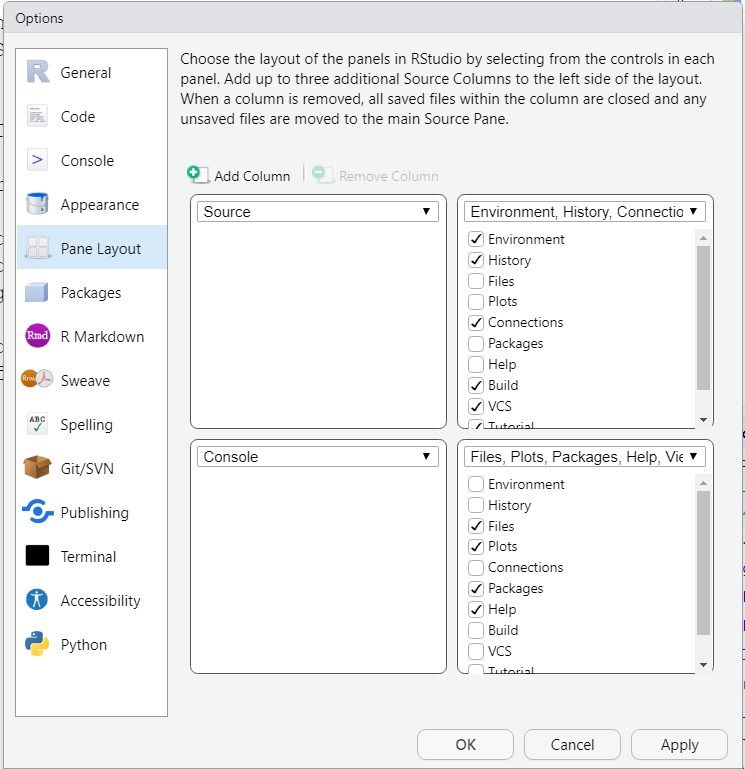 Options
General
Code
Console
Appearance
Pane Layout
Packages
Rmd
R Markdown
Sweave
ABC
Spelling
Git/SVN
Publishing
Terminal
Accessibility
Python
Choose the layout of the panels in RStudio by selecting from the controls in each
panel. Add up to three additional Source Columns to the left side of the layout.
When a column is removed, all saved files within the column are closed and any
unsaved files are moved to the main Source Pane.
Add Column
Remove Column
Source
Environment, History, Connectio
Environment
History
Files
Plots
Connections
Packages
Help
Build
VCS
Tutorial
Console
Files, Plots, Packages, Help, Vie
Environment
History
Files
Plots
Connections
Packages
Help
Build
VCS
Tutorial
OK
Cancel
Apply